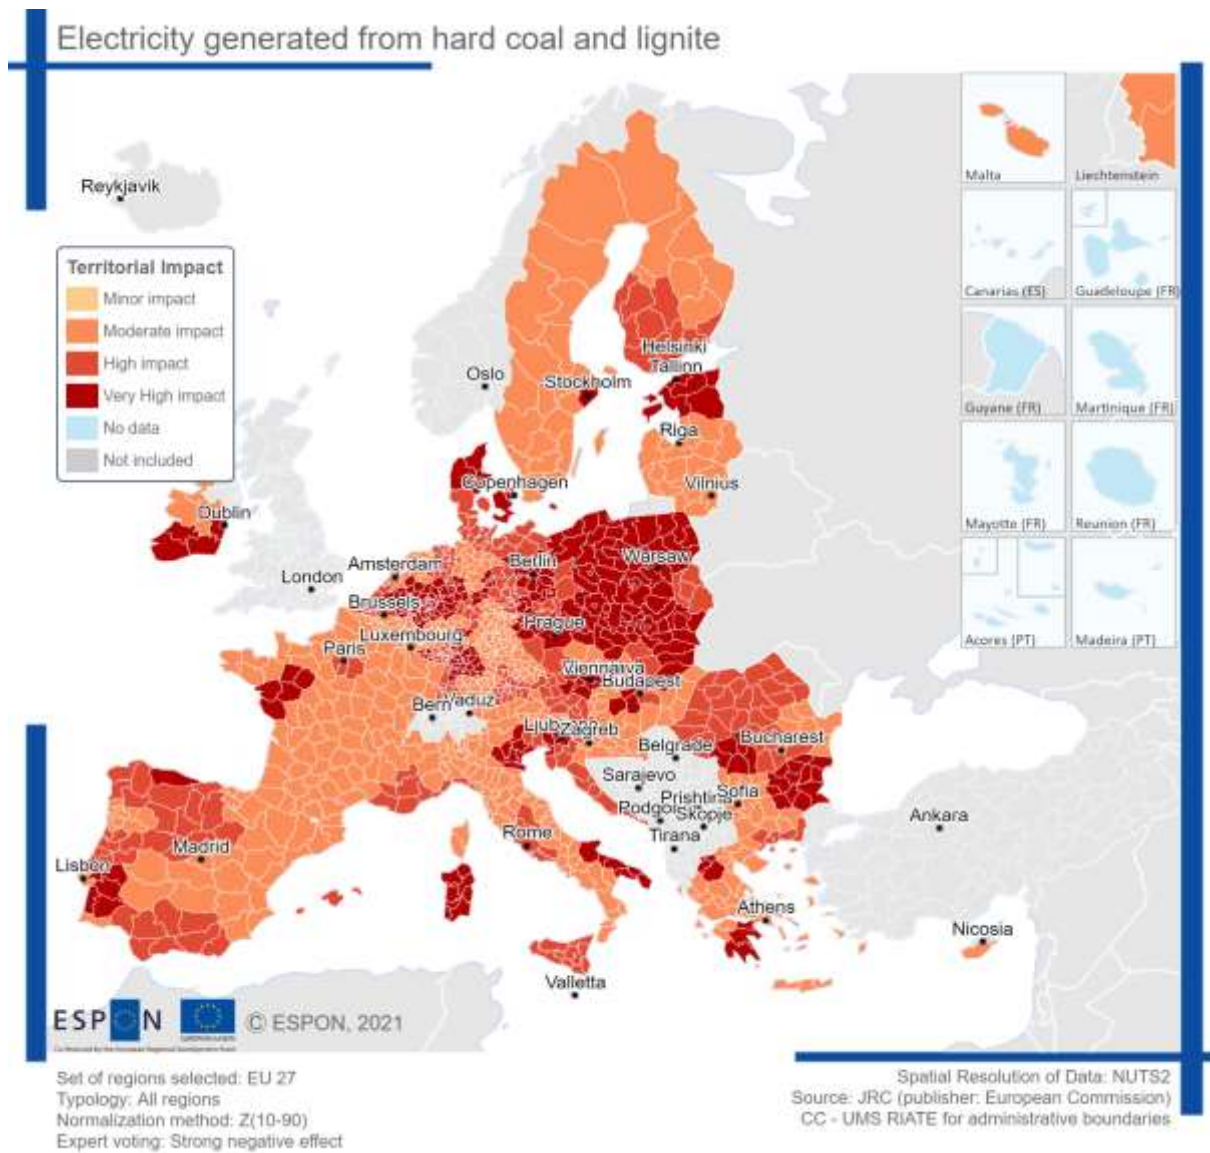 Electricity generated from hard coal and lignite
Reykjavik
Territorial Impact
Minor impact
Moderate impact
High impact
Very High impact
No data
Not included
Malta
Liechtenstein
Canarias (ES)
Guadeloupe (FR)
Guyane (FR)
Martinique (FR)
Mayotte (FR)
Reunion (FR)
Acores (PT)
Madeira (PT)
Helsinki
Tallinn
Oslo
Stockholm
Riga
Copenhagen
Vilnius
Dublin
Berlin
Warsaw
Amsterdam
London
Brussels
Prague
Luxembourg
Paris
Vienna
Budapest
Bern
Vaduz
Zagreb
Belgrade
Bucharest
Sarajevo
Prishtina
Sofia
Podgo
Skopje
Ankara
Rome
Tirana
Madrid
Lisbon
Athens
Nicosia
Valletta
ESPON
© ESPON, 2021
Set of regions selected: EU 27
Typology: All regions
Normalization method: Z(10-90)
Expert voting: Strong negative effect
Spatial Resolution of Data: NUTS2
Source: JRC (publisher: European Commission)
CC - UMS RIATE for administrative boundaries